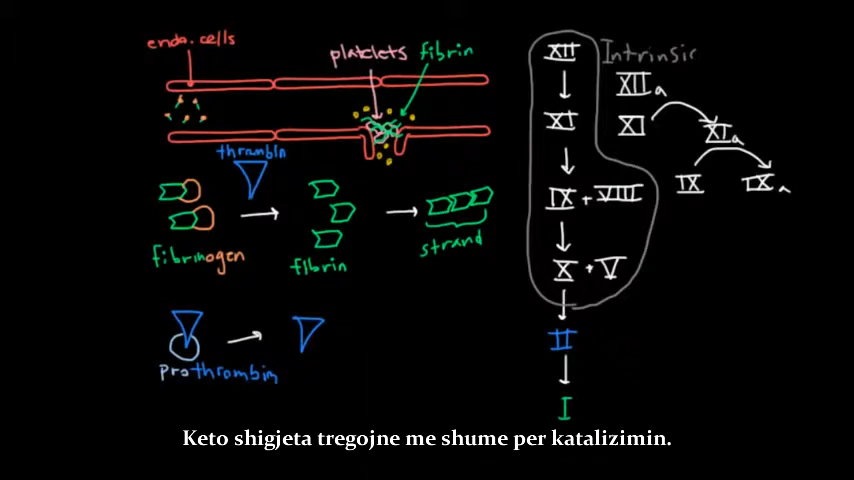 endo. cells
platelets
fibrin
thrombin
fibrinogen
fibrin
strand
prothrombin
XII
Intrinsic
XIIa
XI
XI
XIa
IX + VIII
IX
IXa
X + V
II
I
Keto shigjeta tregojne me shume per katalizimin.